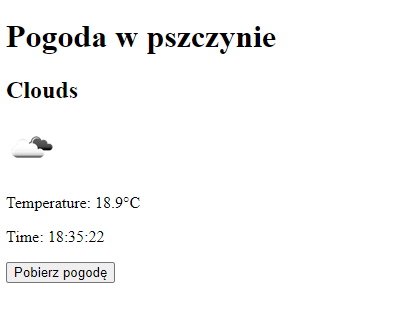 Pogoda w pszczynie
Clouds
Temperature: 18.9°C
Time: 18:35:22
Pobierz pogodę